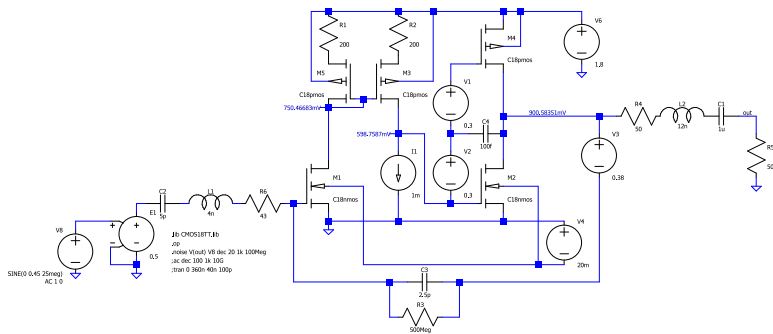 R1
200
R2
200
M5
C18pmos
M3
C18pmos
M4
C18pmos
V6
1,8
750.46683mV
598.7587mV
V1
0.3
C4
100f
V2
0.3
900.58351mV
R4
50
L2
12n
C1
1u
out
R5
50
V3
0.38
I1
1m
M1
C18nmos
M2
C18nmos
V4
20m
C2
5p
L1
4n
R6
43
E1
0.5
V8
SINE(0 0.45 25meg)
AC 1 0
.lib CMOS18TT.lib
.op
.noise V(out) V8 dec 20 1k 100Meg
;ac dec 100 1k 10G
;tran 0 360n 40n 100p
C3
2.5p
R3
500Meg